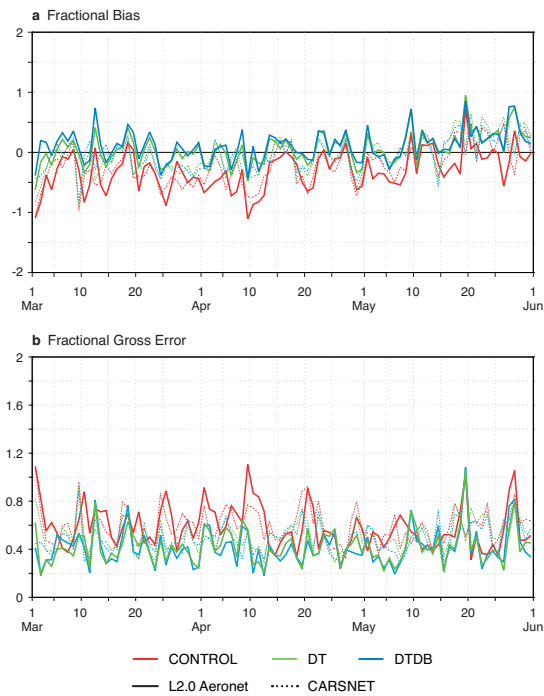 a Fractional Bias
2
1
0
-1
-2
1 10 20 1 10 1 10 20 1
Mar Apr May Jun
b Fractional Gross Error
2
1.6
1.2
0.8
0.4
0
1 10 20 1 10 20 1 10 20 1
Mar Apr May Jun
CONTROL DT DTDB
L2.0 Aeronet CARSNET